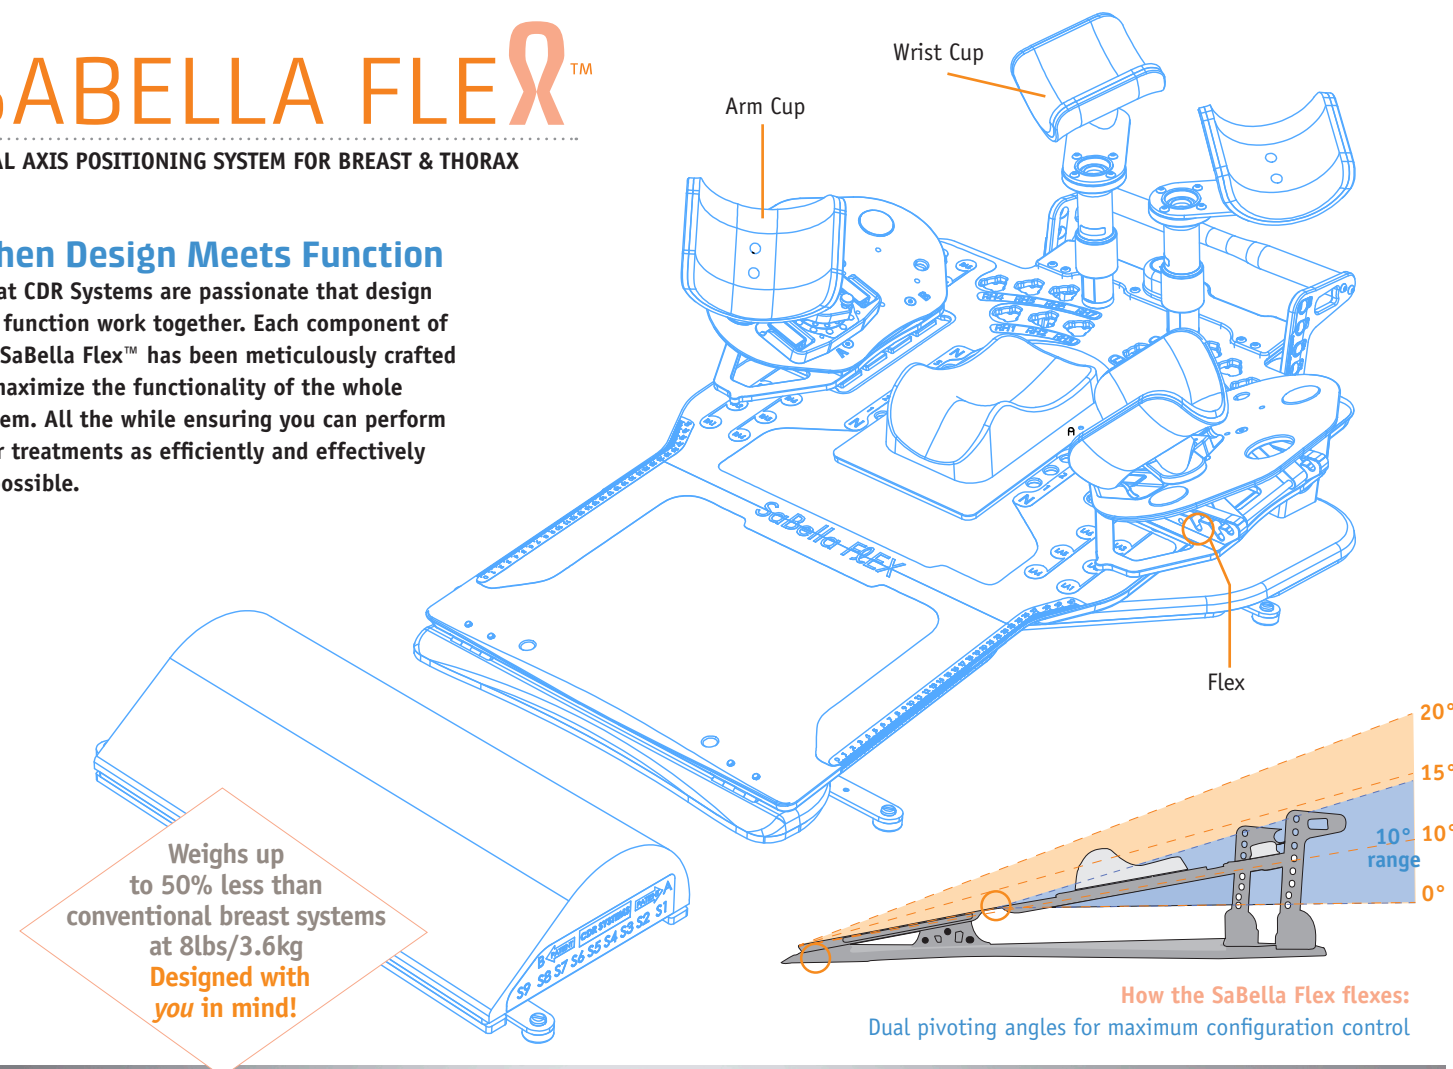 SABELLA FLEX™
AL AXIS POSITIONING SYSTEM FOR BREAST & THORAX
hen Design Meets Function
at CDR Systems are passionate that design
function work together. Each component of
SaBella Flex™ has been meticulously crafted
maximize the functionality of the whole
em. All the while ensuring you can perform
r treatments as efficiently and effectively
ossible.
Wrist Cup
Arm Cup
A
B
A
SaBella FLEX
Flex
20°
15°
10°
10°
range
0°
Weighs up
to 50% less than
conventional breast systems
at 8lbs/3.6kg
Designed with
you in mind!
B CDR SYSTEMS A
S9 S8 S7 S6 S5 S4 S3 S2 S1
How the SaBella Flex flexes:
Dual pivoting angles for maximum configuration control